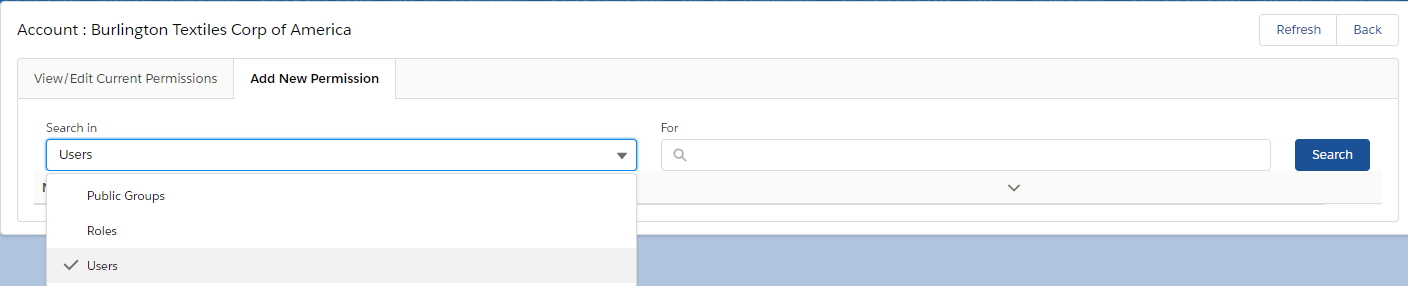 Account : Burlington Textiles Corp of America
Refresh
Back
View/Edit Current Permissions
Add New Permission
Search in
For
Users
Search
Public Groups
Roles
Users